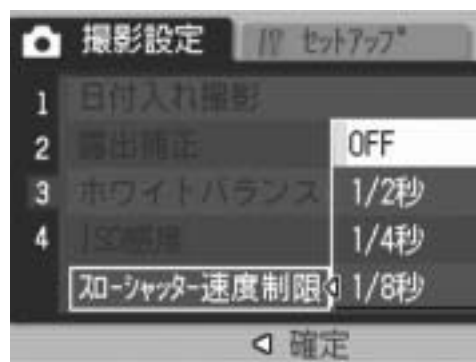 撮影設定 セットアップ
1 日付入れ撮影
2 露出補正 OFF
3 ホワイトバランス 1/2秒
4 ISO感度 1/4秒
スローシャッター速度制限 1/8秒
確定